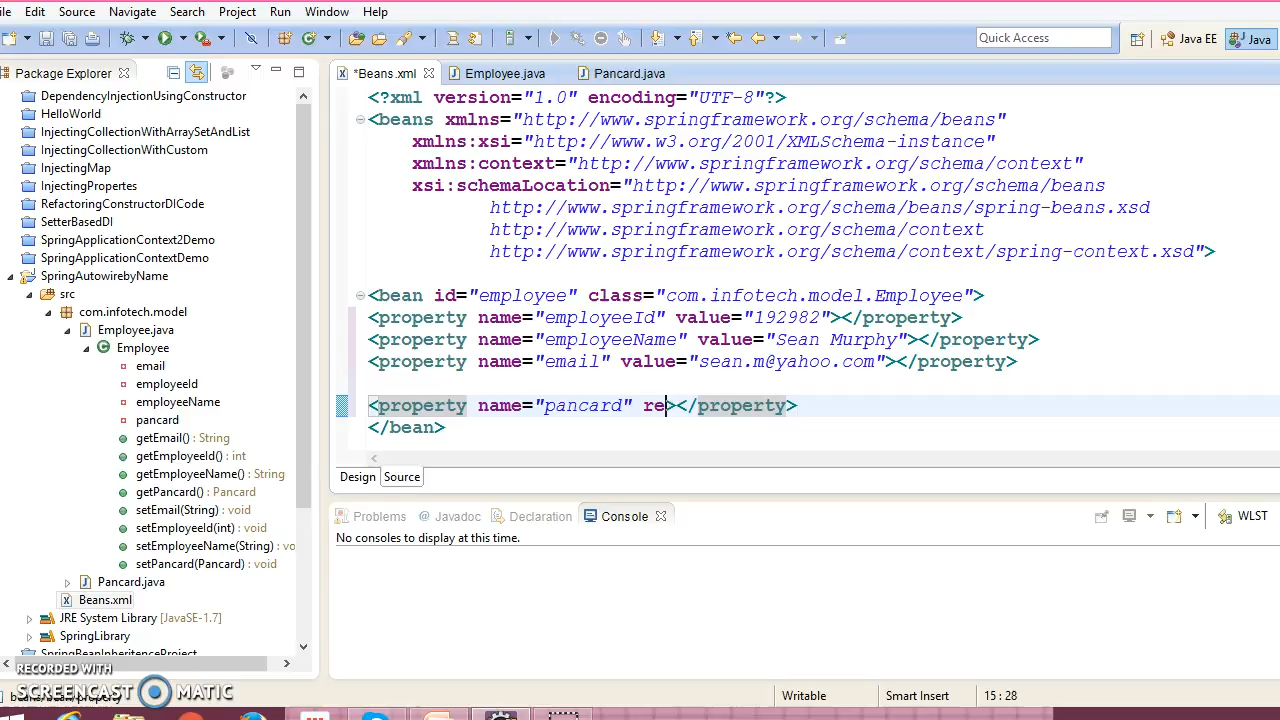 ile Edit Source Navigate Search Project Run Window Help
Quick Access
Java EE
Java
Package Explorer
DependencyInjectionUsingConstructor
HelloWorld
InjectingCollectionWithArraySetAndList
InjectingCollectionWithCustom
InjectingMap
InjectingPropertes
RefactoringConstructorDICode
SetterBasedDI
SpringApplicationContext2Demo
SpringApplicationContextDemo
SpringAutowirebyName
src
com.infotech.model
Employee.java
Employee
email
employeeId
employeeName
pancard
getEmail() : String
getEmployeeId() : int
getEmployeeName() : String
getPancard() : Pancard
setEmail(String) : void
setEmployeeId(int) : void
setEmployeeName(String) : vo
setPancard(Pancard) : void
Pancard.java
Beans.xml
JRE System Library [JavaSE-1.7]
SpringLibrary
SpringBeanInheritenceProject
*Beans.xml
Employee.java
Pancard.java
<?xml version="1.0" encoding="UTF-8"?>
<beans xmlns="http://www.springframework.org/schema/beans"
xmlns:xsi="http://www.w3.org/2001/XMLSchema-instance"
xmlns:context="http://www.springframework.org/schema/context"
xsi:schemaLocation="http://www.springframework.org/schema/beans
http://www.springframework.org/schema/beans/spring-beans.xsd
http://www.springframework.org/schema/context
http://www.springframework.org/schema/context/spring-context.xsd">
<bean id="employee" class="com.infotech.model.Employee">
<property name="employeeId" value="192982"></property>
<property name="employeeName" value="Sean Murphy"></property>
<property name="email" value="sean.m@yahoo.com"></property>
<property name="pancard" re></property>
</bean>
Design Source
Problems
@ Javadoc
Declaration
Console
WLST
No consoles to display at this time.
RECORDED WITH
SCREENCAST MATIC
beans/bean/property
Writable
Smart Insert
15 : 28